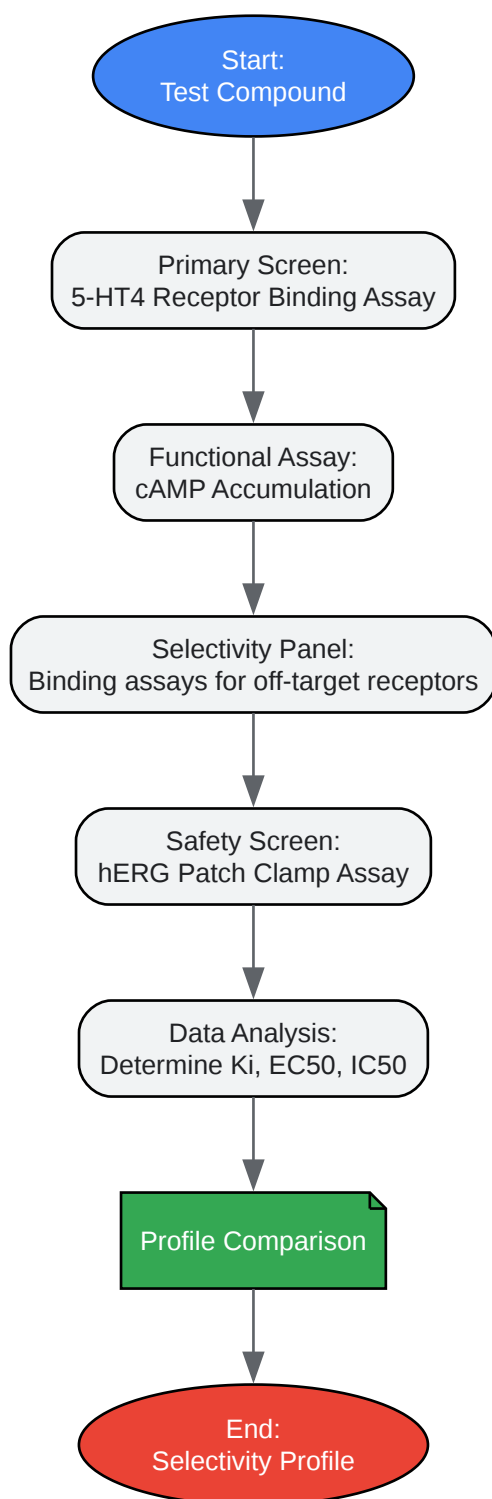 Start:
Test Compound
Primary Screen:
5-HT4 Receptor Binding Assay
Functional Assay:
cAMP Accumulation
Selectivity Panel:
Binding assays for off-target receptors
Safety Screen:
hERG Patch Clamp Assay
Data Analysis:
Determine Ki, EC50, IC50
Profile Comparison
End:
Selectivity Profile